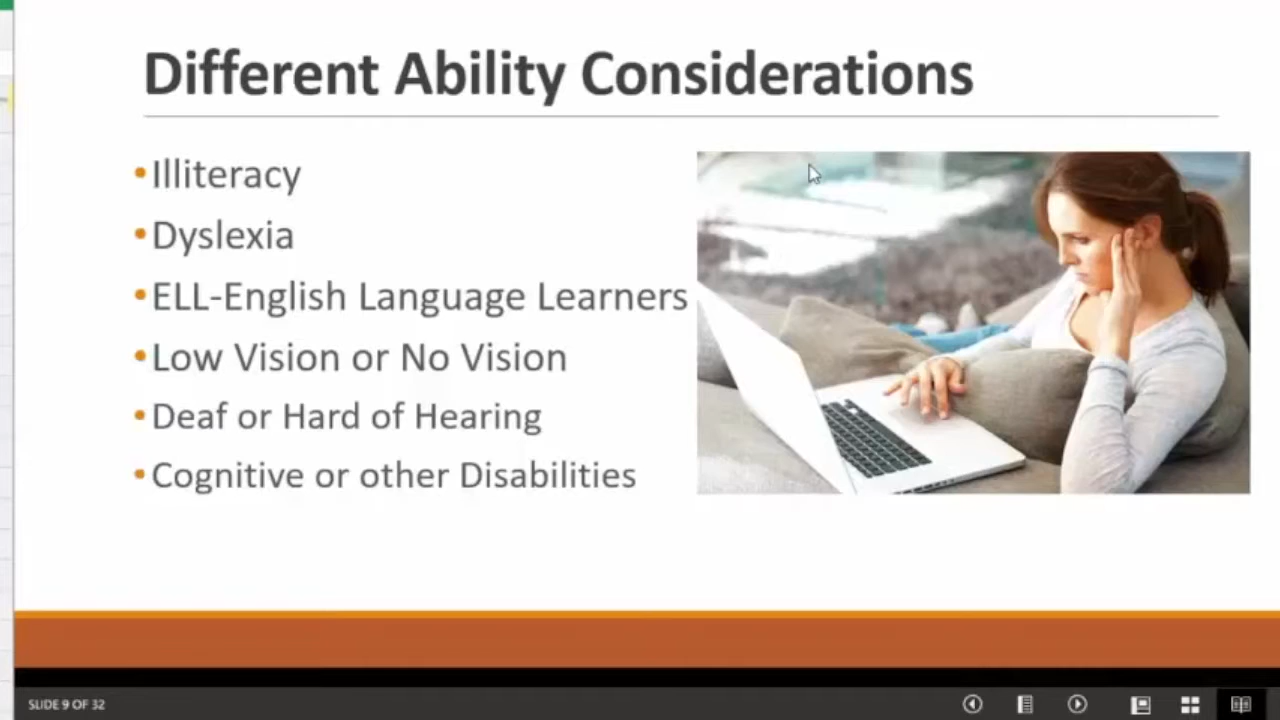 Different Ability Considerations
•Illiteracy
•Dyslexia
•ELL-English Language Learners
•Low Vision or No Vision
•Deaf or Hard of Hearing
•Cognitive or other Disabilities
SLIDE 9 OF 32